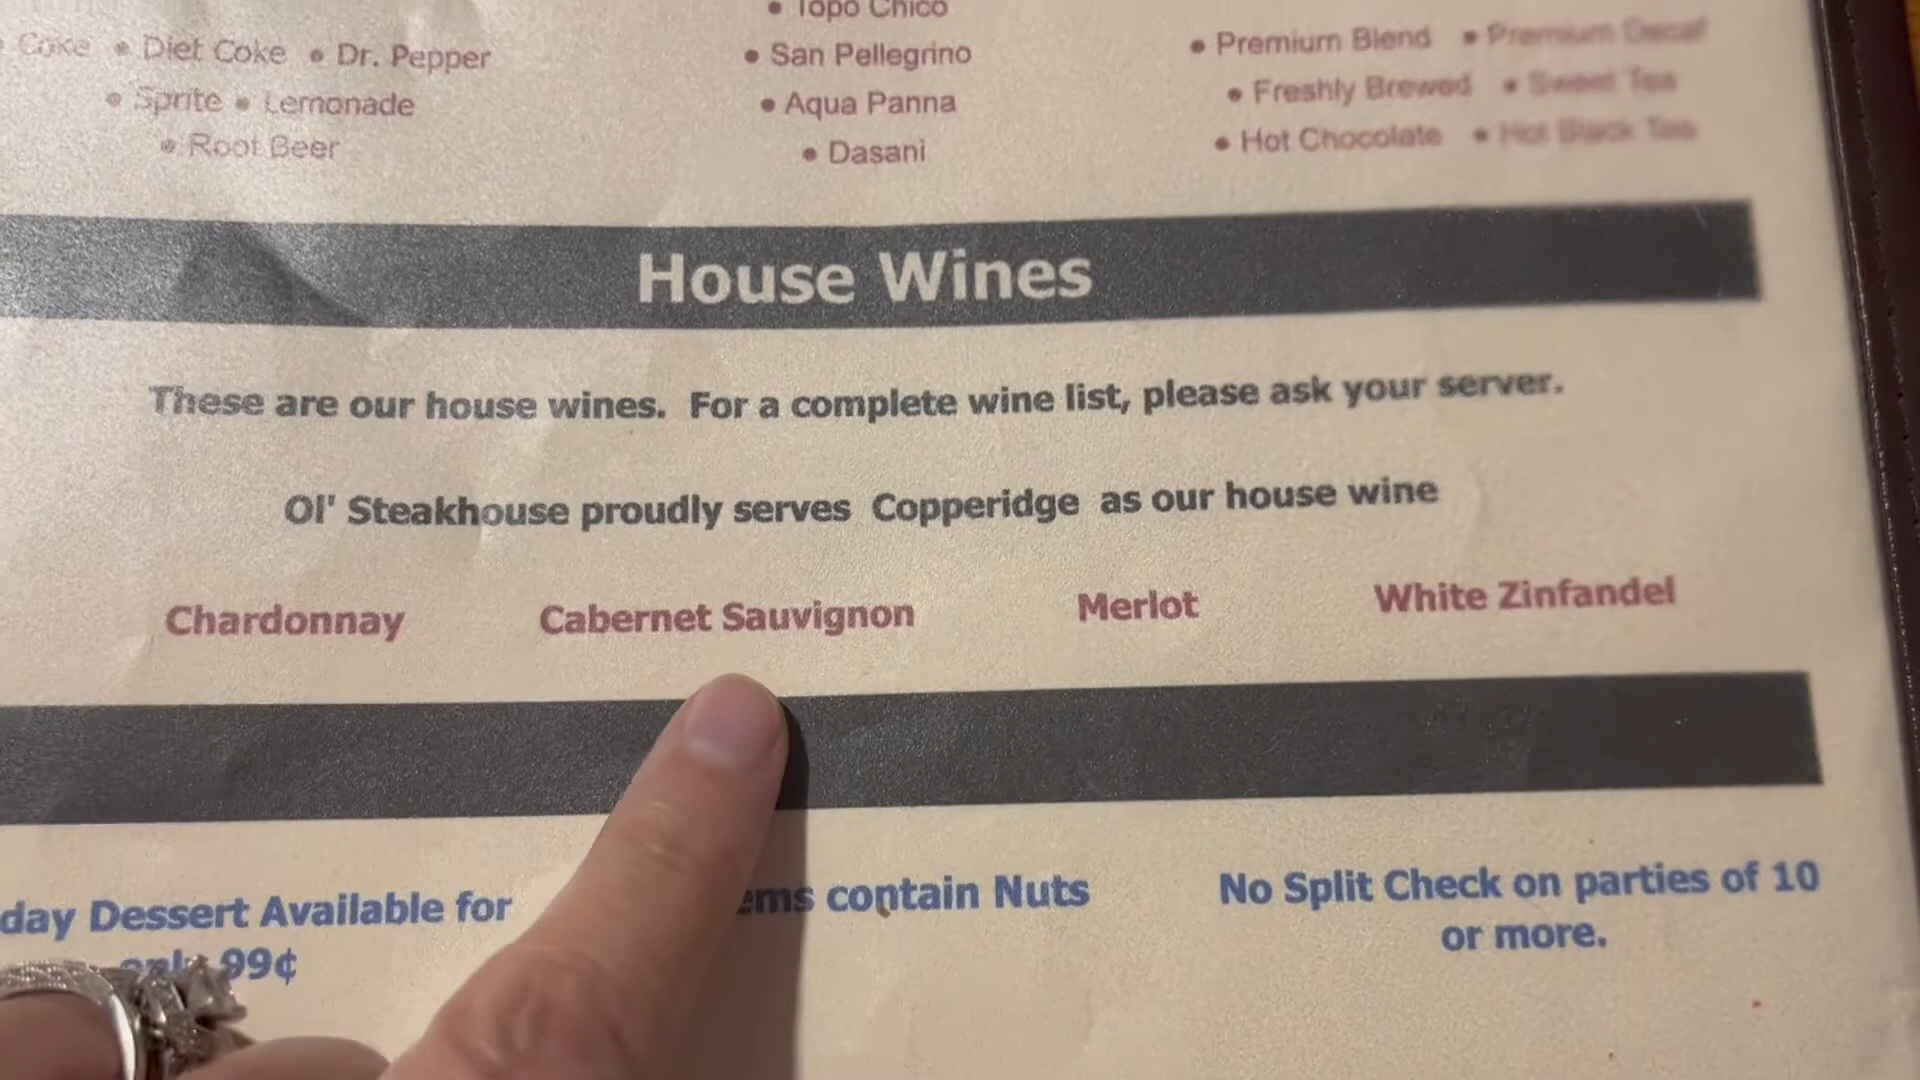 • Topo Chico
Coke • Diet Coke • Dr. Pepper
• San Pellegrino
• Premium Blend • Premium Decaf
• Sprite • Lemonade
• Aqua Panna
• Freshly Brewed • Sweet Tea
• Root Beer
• Dasani
• Hot Chocolate • Hot Black Tea
House Wines
These are our house wines. For a complete wine list, please ask your server.
Ol' Steakhouse proudly serves Copperidge as our house wine
Chardonnay Cabernet Sauvignon Merlot White Zinfandel
day Dessert Available for
only 99¢
ems contain Nuts
No Split Check on parties of 10
or more.